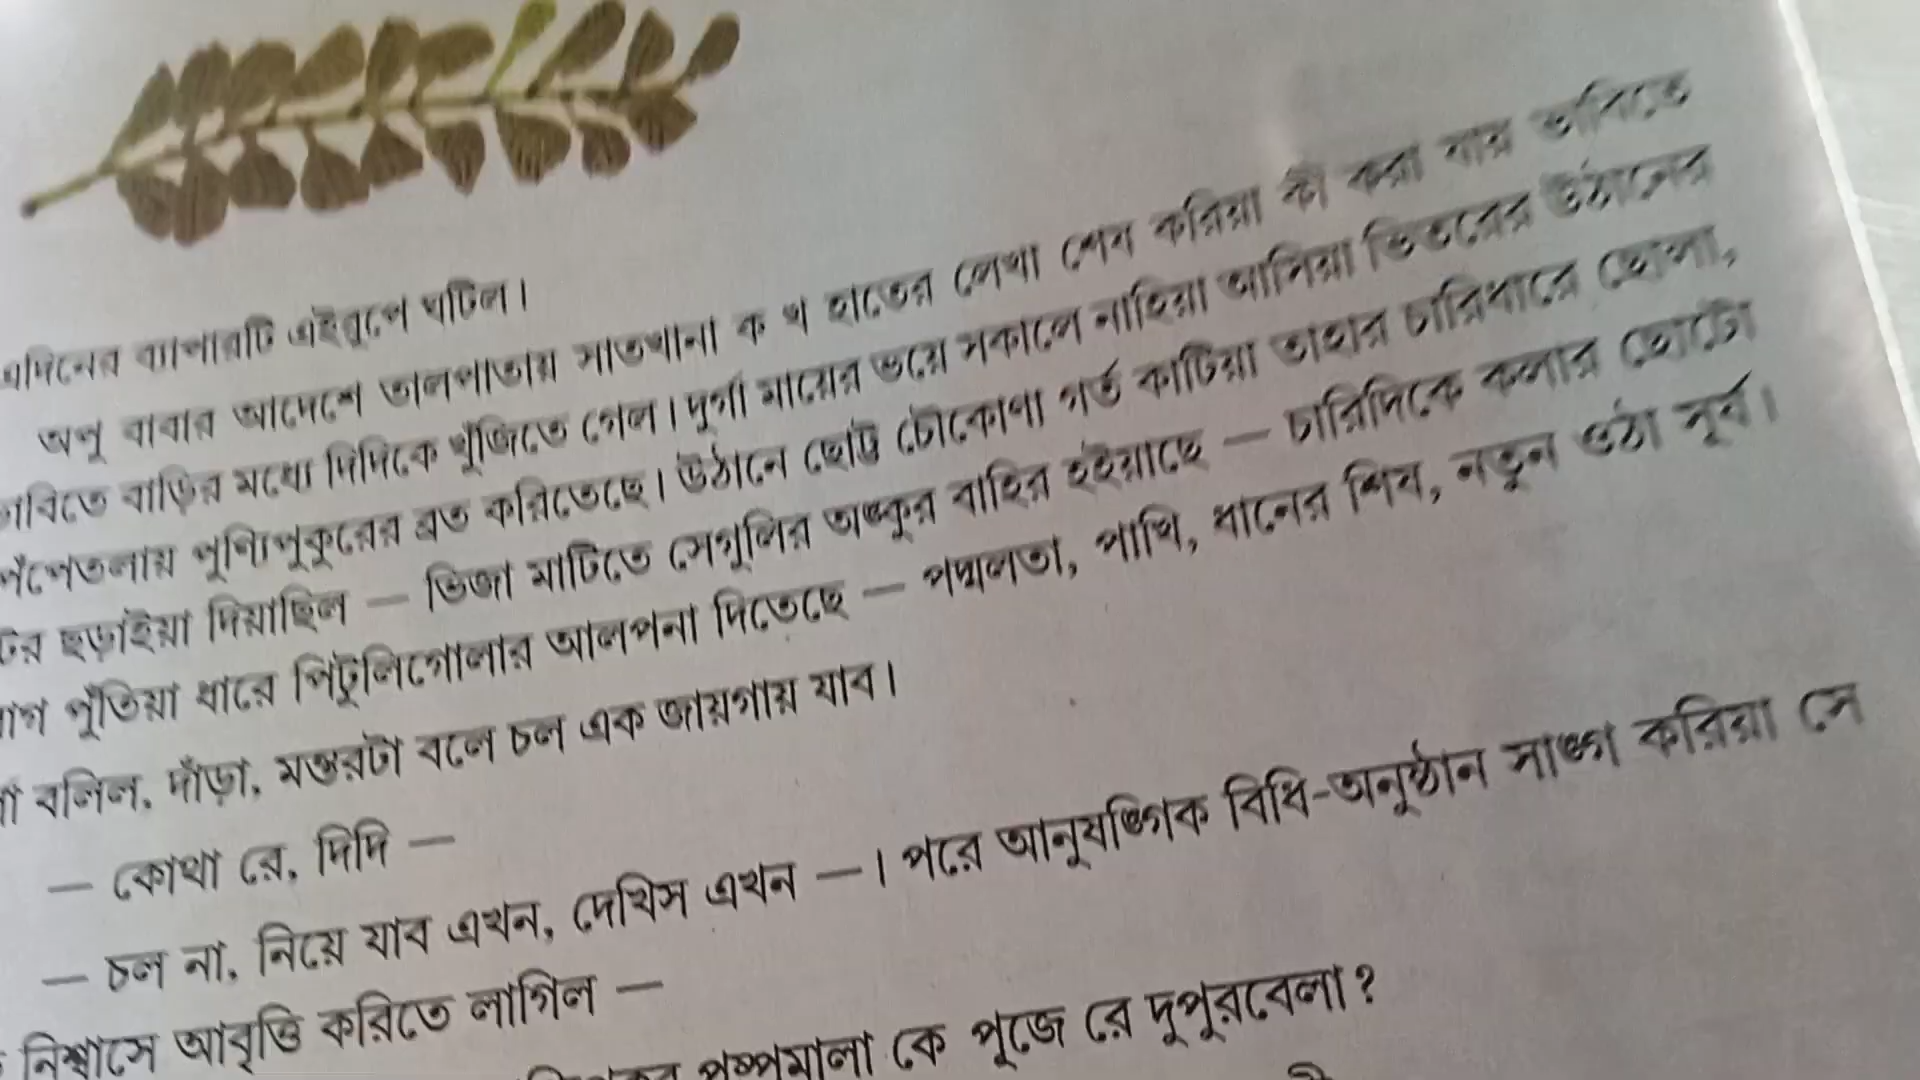 এদিনের ব্যাপারটি এইরূপে ঘটিল।
অপু বাবার আদেশে তালপাতায় সাতখানা ক খ হাতের লেখা শেষ করিয়া কী করা যায় ভাবিতে
ভাবিতে বাড়ির মধ্যে দিদিকে খুঁজিতে গেল। দুর্গা মায়ের ভয়ে সকালে নাহিয়া আসিয়া ভিতরের উঠানের
পেঁপেতলায় পুণ্যিপুকুরের ব্রত করিতেছে। উঠানে ছোট্ট চৌকোণা গর্ত কাটিয়া তাহার চারিধারে ছোলা,
ছড়াইয়া দিয়াছিল — ভিজা মাটিতে সেগুলির অঙ্কুর বাহির হইয়াছে — চারিদিকে কলার ছোটো
পুঁতিয়া ধারে পিটুলিগোলার আলপনা দিতেছে — পদ্মলতা, পাখি, ধানের শিষ, নতুন ওঠা সূর্য।
বলিল, দাঁড়া, মন্তরটা বলে চল এক জায়গায় যাব।
— কোথা রে, দিদি —
— চল না, নিয়ে যাব এখন, দেখিস এখন —। পরে আনুষঙ্গিক বিধি-অনুষ্ঠান সাঙ্গ করিয়া সে
নিশ্বাসে আবৃত্তি করিতে লাগিল —
পুষ্পমালা কে পূজে রে দুপুরবেলা?